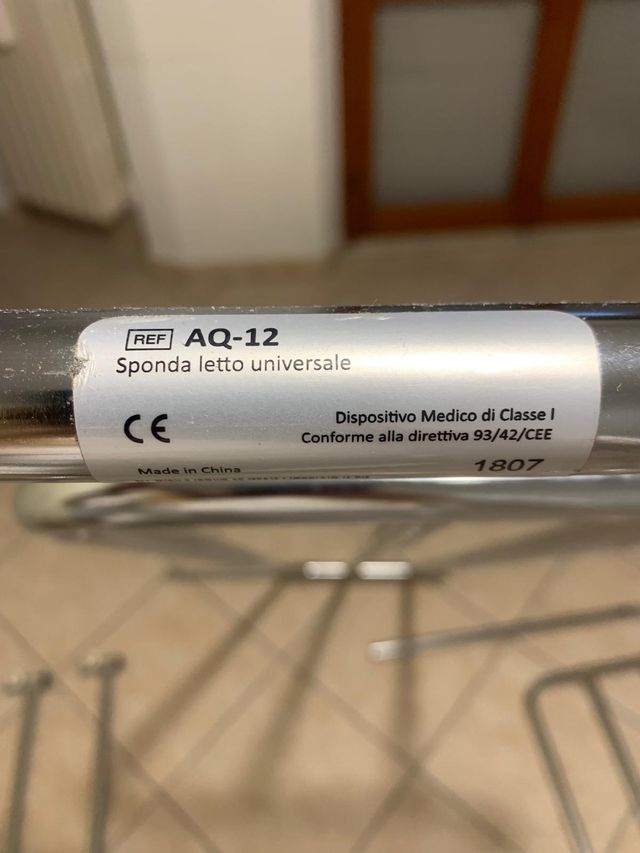 REF AQ-12
Sponda letto universale
CE
Dispositivo Medico di Classe I
Conforme alla direttiva 93/42/CEE
Made in China
1807